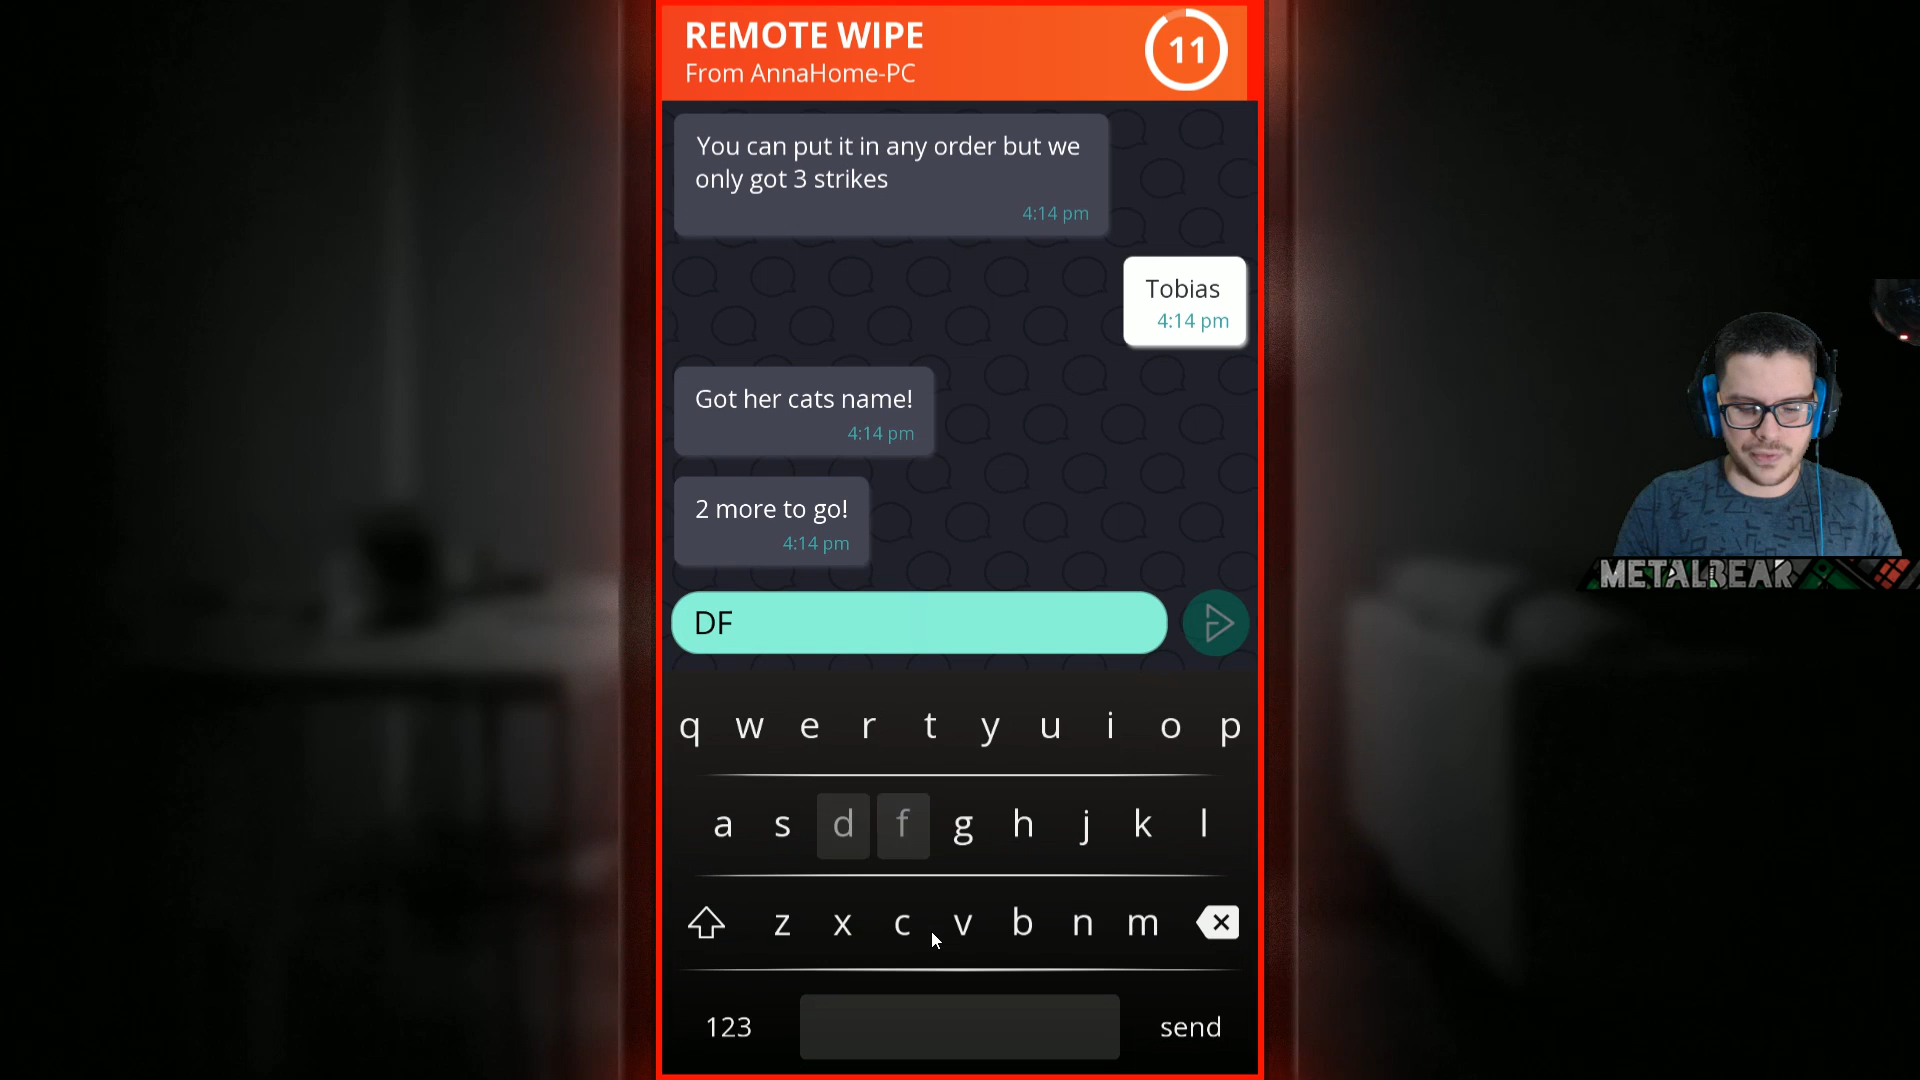 REMOTE WIPE
From AnnaHome-PC
11
You can put it in any order but we
only got 3 strikes
4:14 pm
Tobias
4:14 pm
Got her cats name!
4:14 pm
2 more to go!
4:14 pm
DF
q w e r t y u i o p
a s d f g h j k l
z x c v b n m
123 send
METALBEAR